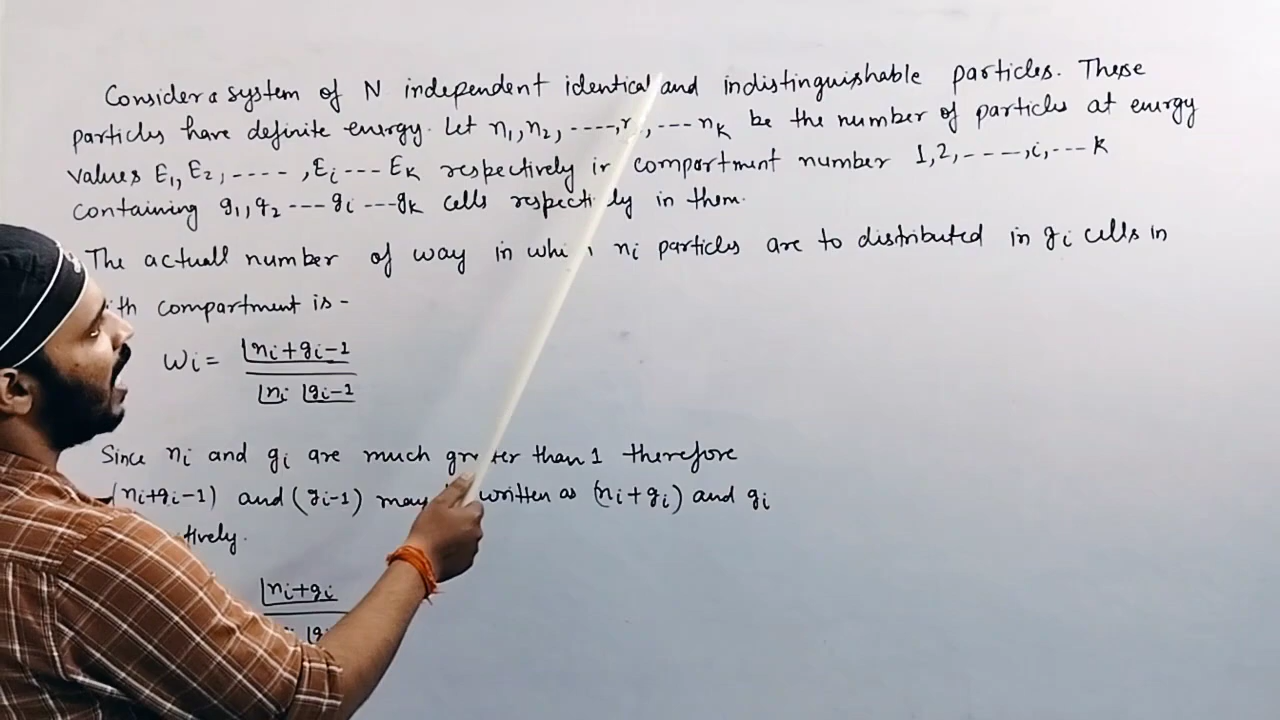 Consider a system of N independent identical and indistinguishable particles. These
particles have definite energy. Let n₁, n₂, -----, , --- nₖ be the number of particles at energy
values E₁, E₂, ---- , Eᵢ --- Eₖ respectively in compartment number 1, 2, - - - -, i, --- k
containing g₁, g₂ --- gᵢ --- gₖ cells respectively in them.
The actuall number of way in nᵢ particles are to distributed in gᵢ cells in
th compartment is -
Wᵢ = |nᵢ+gᵢ-1 / |nᵢ |gᵢ-1
Since nᵢ and gᵢ are much greater than 1 therefore
(nᵢ+gᵢ-1) and (gᵢ-1) may written as (nᵢ+gᵢ) and gᵢ
tively.
|nᵢ+gᵢ